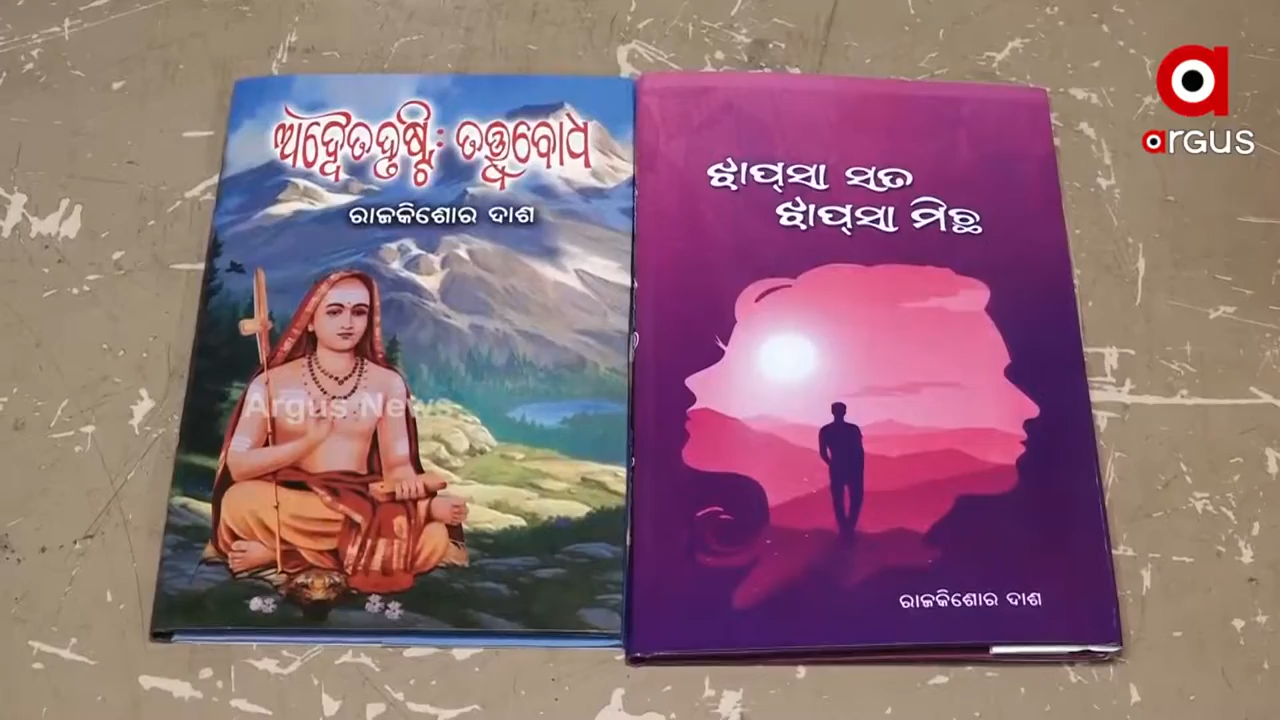 ଅଦ୍ୱୈତଦୃଷ୍ଟି: ତତ୍ତ୍ୱବୋଧ
ରାଜକିଶୋର ଦାଶ
Argus News
ଝାପ୍‌ସା ସତ
ଝାପ୍‌ସା ମିଛ
ରାଜକିଶୋର ଦାଶ
argus